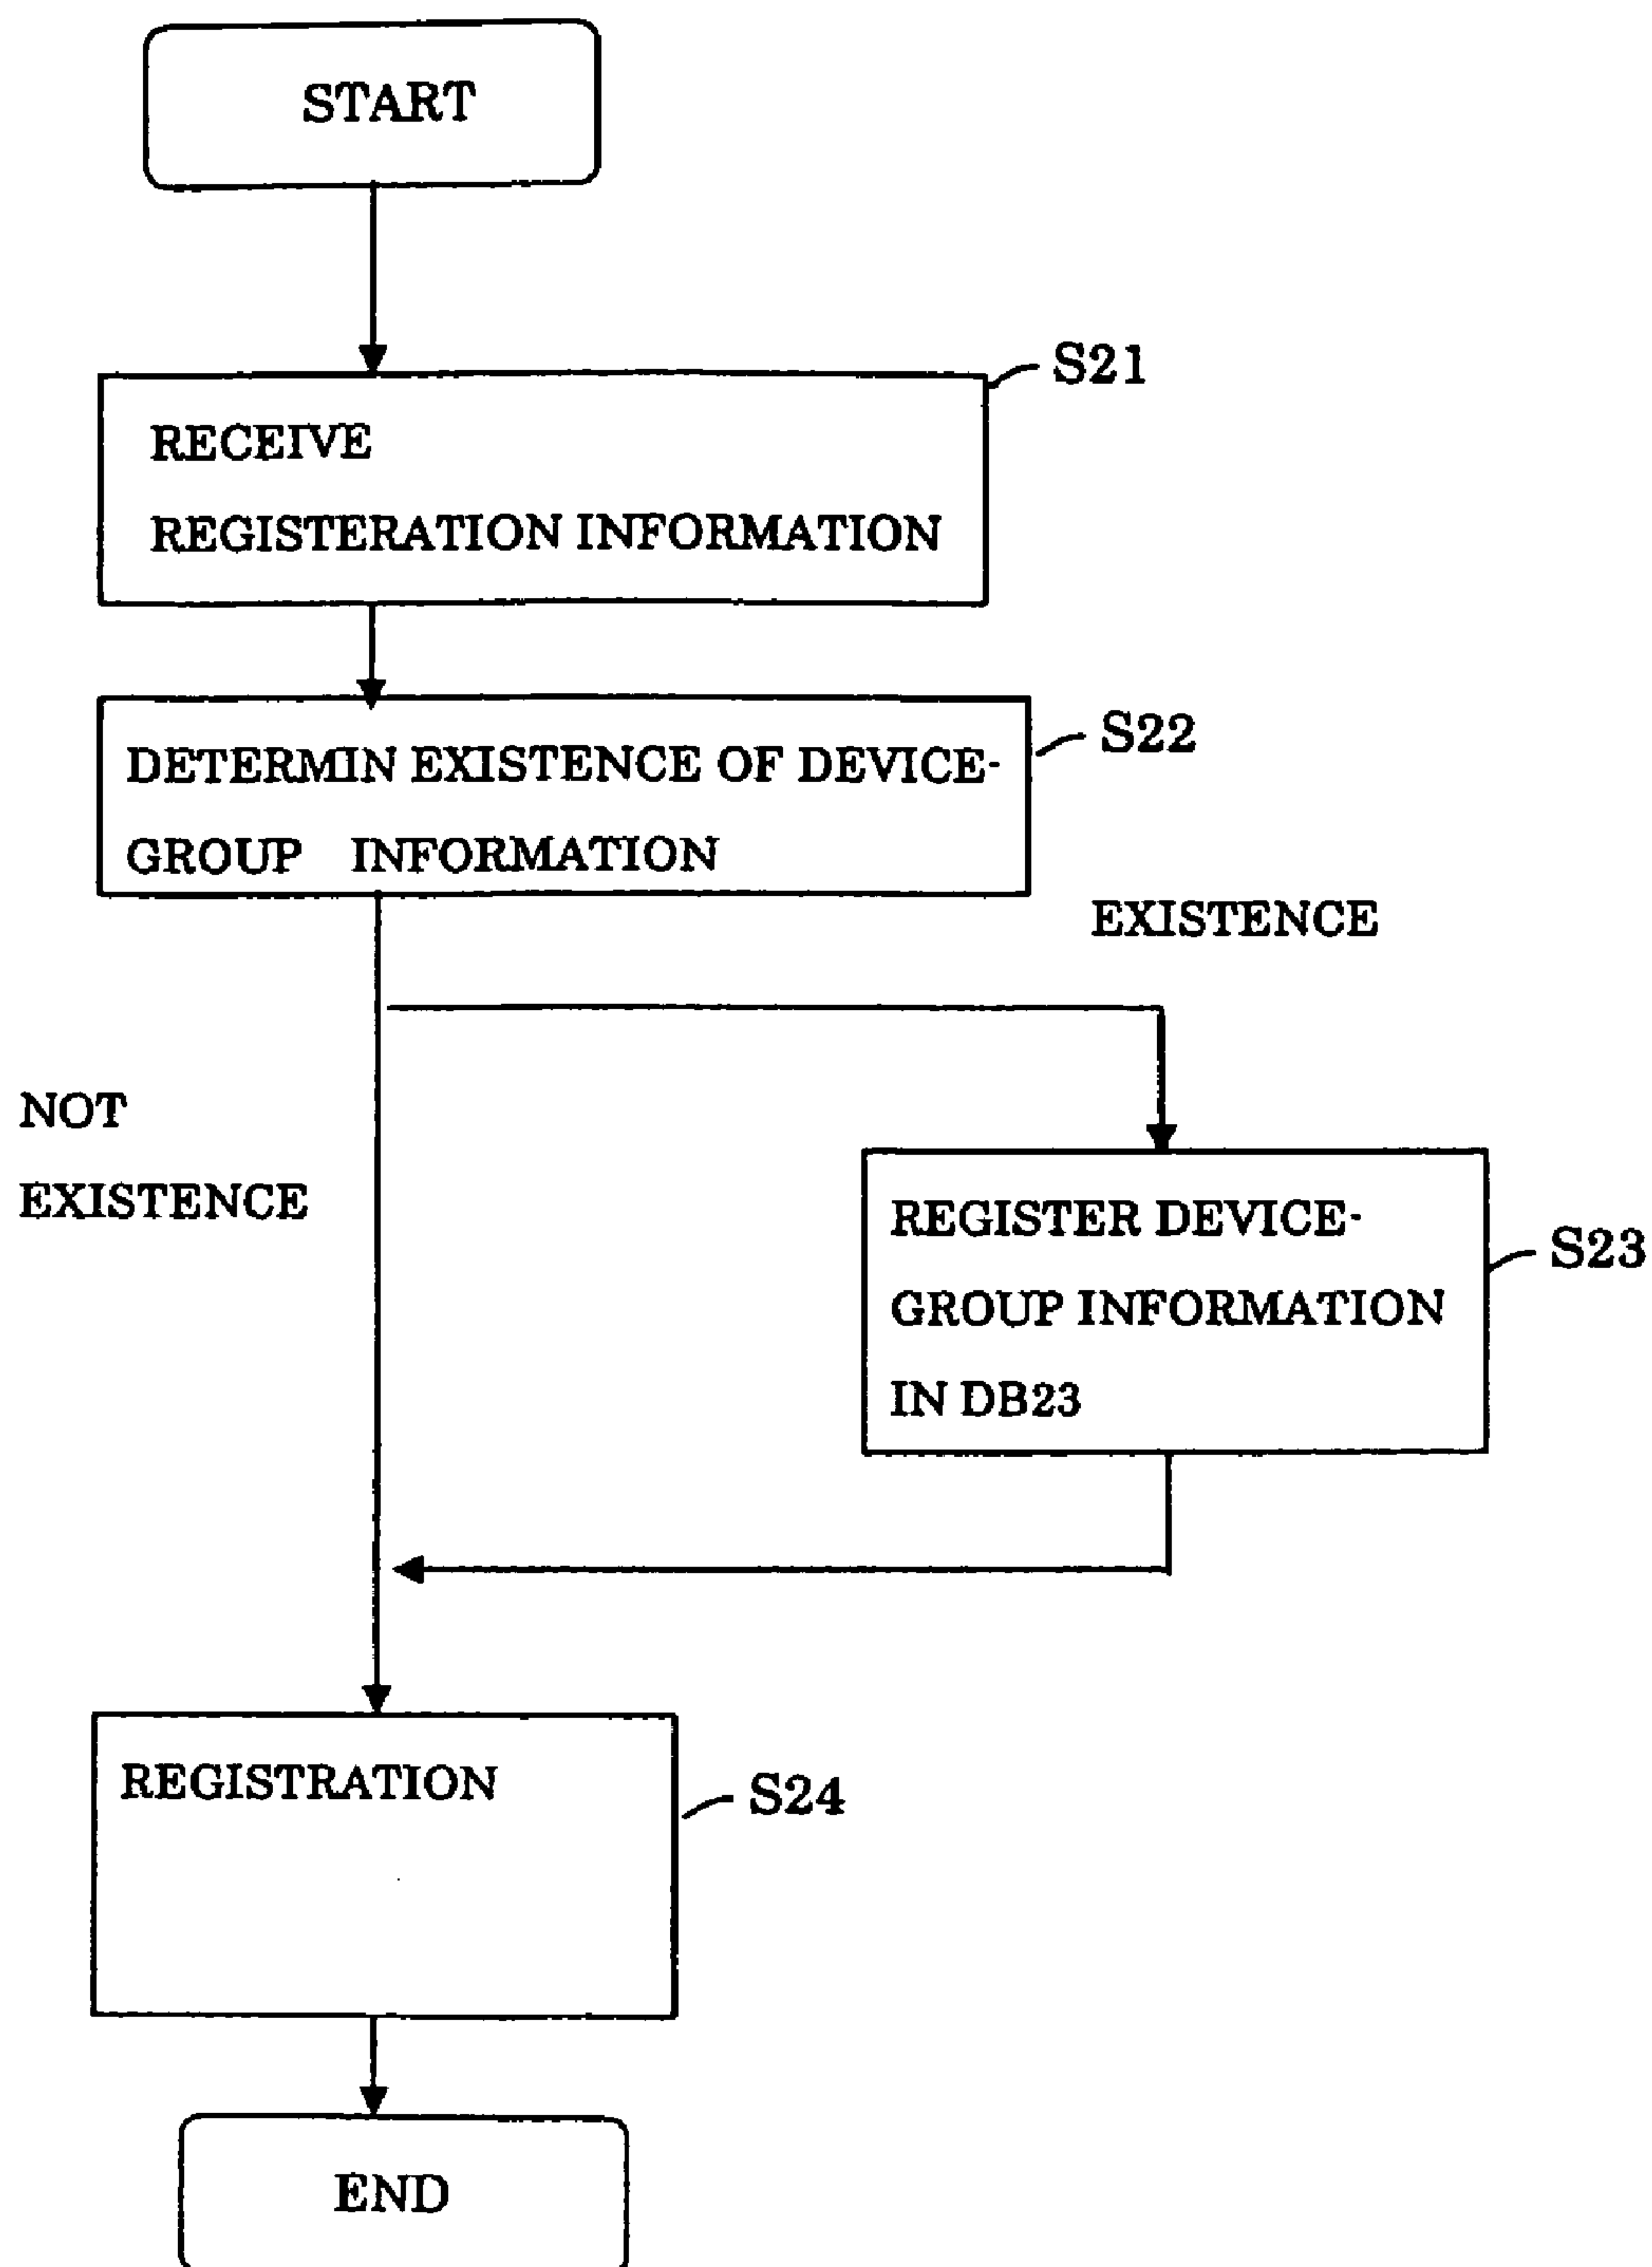 START
S21
RECEIVE
REGISTERATION INFORMATION
S22
DETERMIN EXISTENCE OF DEVICE-
GROUP INFORMATION
EXISTENCE
NOT
EXISTENCE
REGISTER DEVICE-
GROUP INFORMATION
IN DB23
S23
REGISTRATION
S24
END